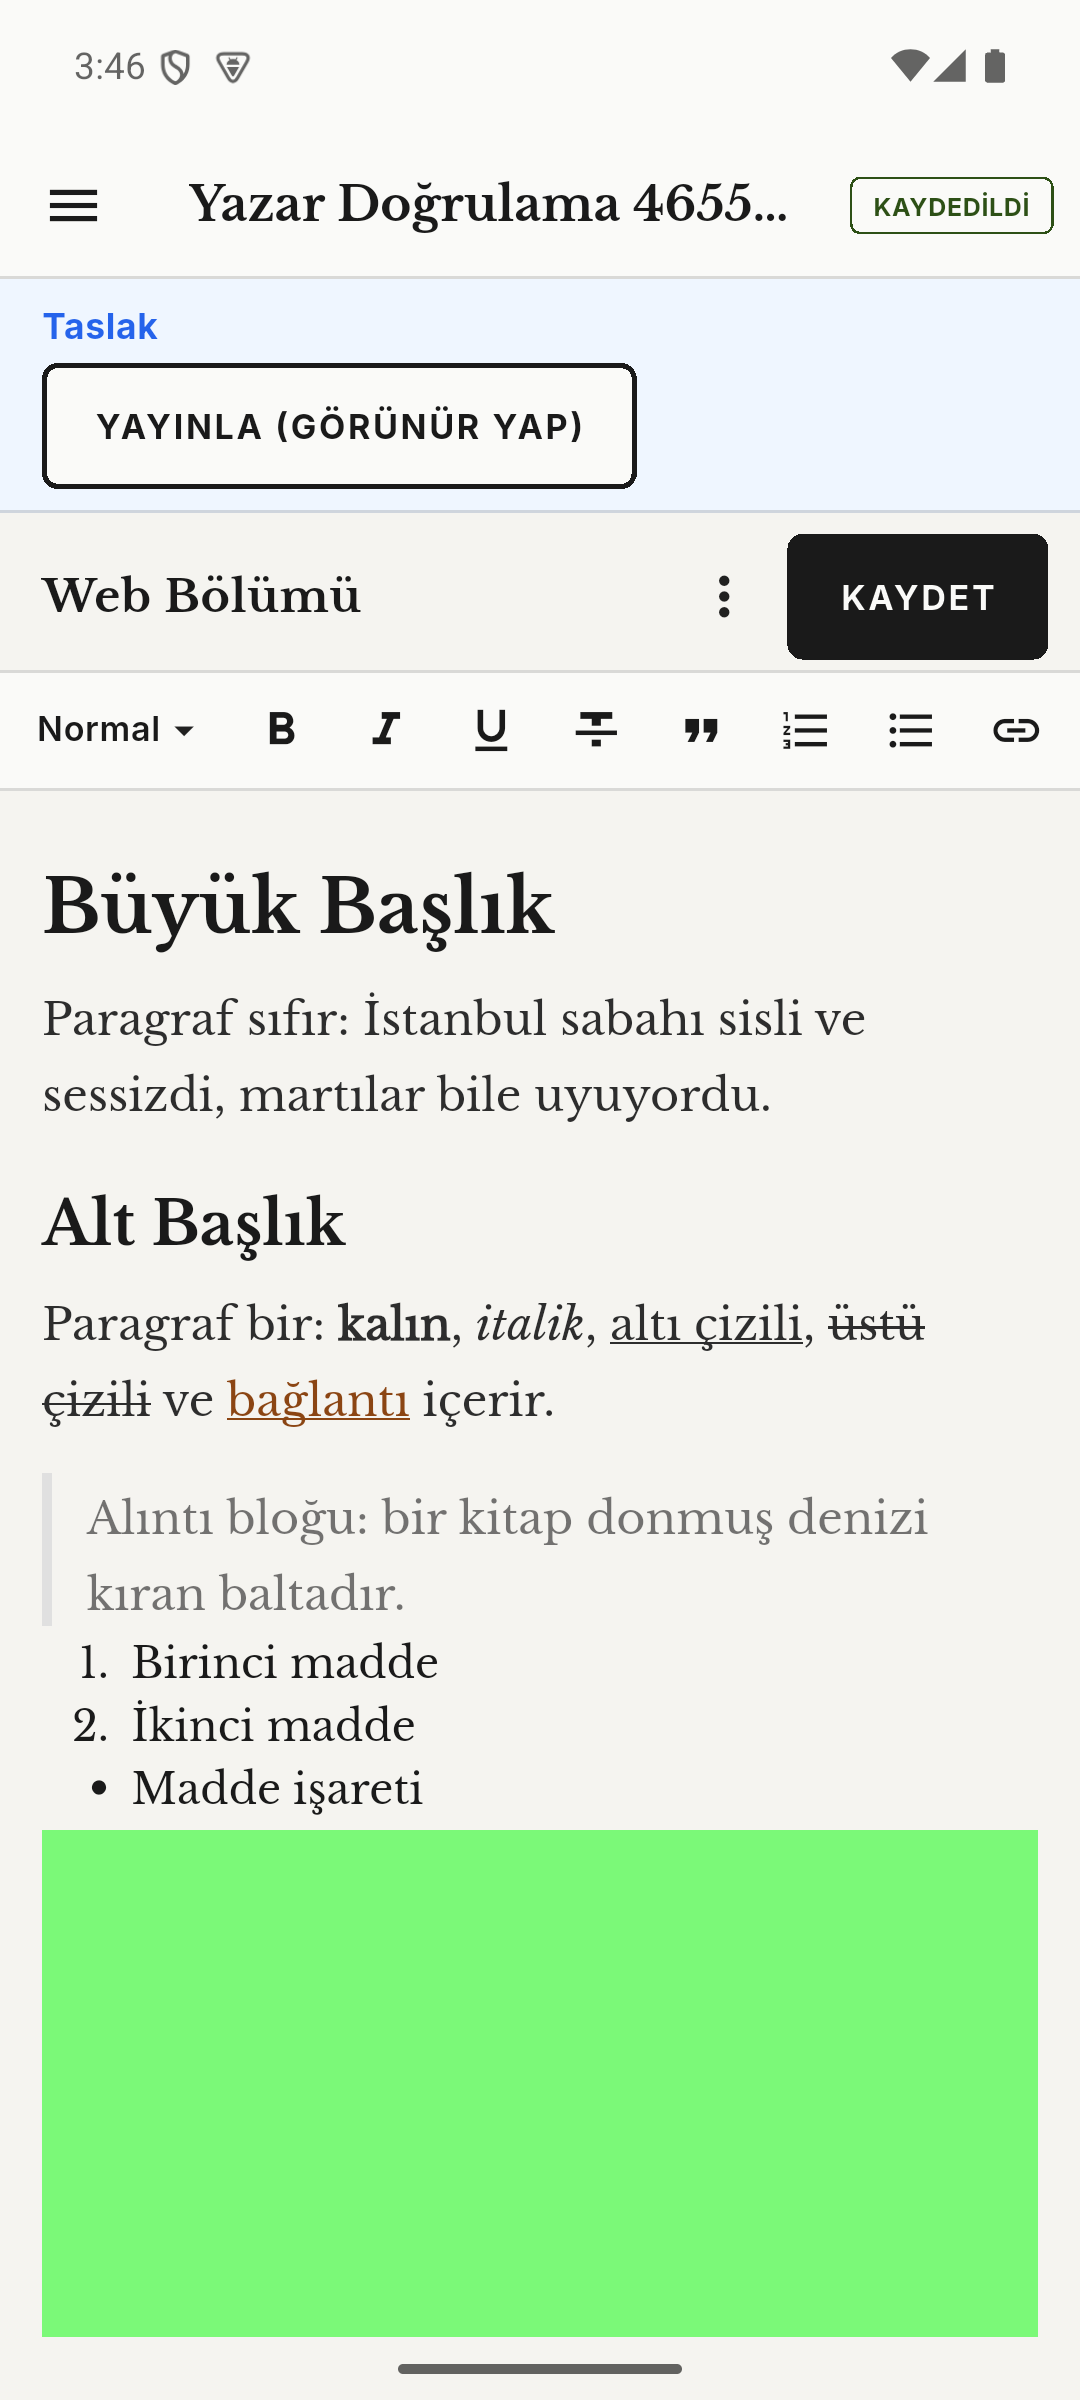 3:46
Yazar Doğrulama 4655...
KAYDEDİLDİ
Taslak
YAYINLA (GÖRÜNÜR YAP)
Web Bölümü
KAYDET
Normal
Büyük Başlık
Paragraf sıfır: İstanbul sabahı sisli ve
sessizdi, martılar bile uyuyordu.
Alt Başlık
Paragraf bir: kalın, italik, altı çizili, üstü
çizili ve bağlantı içerir.
Alıntı bloğu: bir kitap donmuş denizi
kıran baltadır.
1. Birinci madde
2. İkinci madde
• Madde işareti